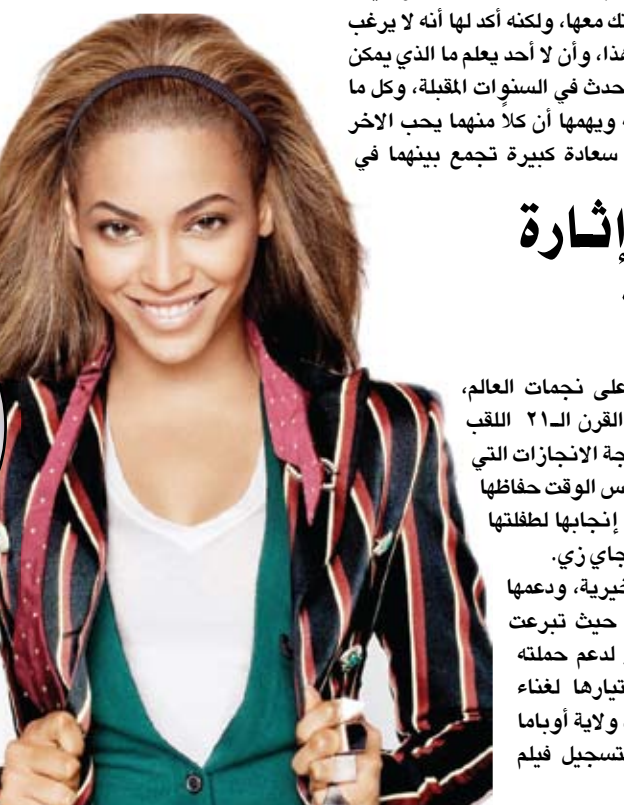 تك معها، ولكنه أكد لها أنه لا يرغب
هذا، وأن لا أحد يعلم ما الذي يمكن
حدث في السنوات المقبلة، وكل ما
ويهمها أن كلاً منهما يحب الاخر
سعادة كبيرة تجمع بينهما في
إثارة
على نجمات العالم،
القرن الـ٢١ اللقب
جة الانجازات التي
س الوقت حفاظها
إنجابها لطفلتها
جاي زي.
خيرية، ودعمها
حيث تبرعت
لدعم حملته
تيارها لغناء
ولاية أوباما
تسجيل فيلم